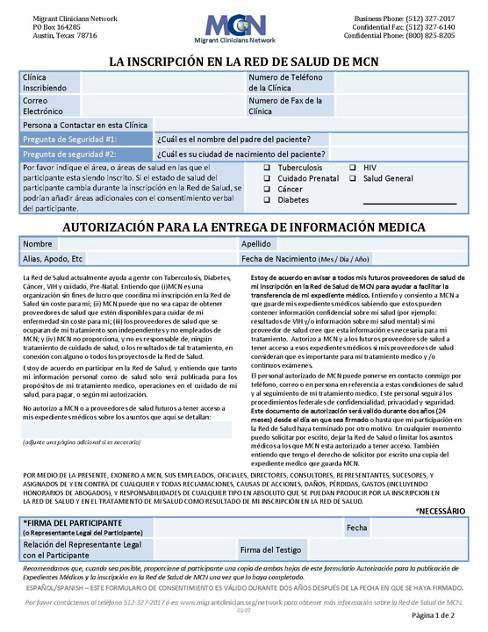 Migrant Clinicians Network
PO Box 164285
Austin, Texas 78716
MCN
Migrant Clinicians Network
Business Phone: (512) 327-2017
Confidential Fax: (512) 327-6140
Confidential Phone: (800) 825-8205
LA INSCRIPCIÓN EN LA RED DE SALUD DE MCN
Clínica
Inscribiendo
Numero de Teléfono
de la Clínica
Correo
Electrónico
Numero de Fax de la
Clínica
Persona a Contactar en esta Clínica
Pregunta de Seguridad #1:
¿Cuál es el nombre del padre del paciente?
Pregunta de seguridad #2:
¿Cuál es su ciudad de nacimiento del paciente?
Por favor indique el área, o áreas de salud en las que el
participante esta siendo inscrito. Si el estado de salud del
participante cambia durante la inscripción en la Red de Salud, se
podrían añadir áreas adicionales con el consentimiento verbal
del participante.
❑ Tuberculosis
❑ Cuidado Prenatal
❑ Cáncer
❑ Diabetes
❑ HIV
❑ Salud General
AUTORIZACIÓN PARA LA ENTREGA DE INFORMACIÓN MEDICA
Nombre
Apellido
Alias, Apodo, Etc
Fecha de Nacimiento (Mes / Día / Año)
La Red de Salud actualmente ayuda a gente con Tuberculosis, Diabetes,
Cáncer, VIH y cuidado, Pre-Natal. Entiendo que (i)MCN es una
organización sin fines de lucro que coordina mi inscripción en la Red de
Salud sin coste para mi; (ii) MCN puede que no sea capaz de obtener
proveedores de salud que estén disponibles para cuidar de mi
enfermedad sin coste para mi; (iii) los proveedores de salud que se
ocuparan de mi tratamiento son independientes y no empleados de
MCN; y (iv) MCN no proporciona, y no es responsable de, ningún
tratamiento de cuidado de salud, o los resultados de tal tratamiento, en
conexión con alguno o todos los proyectos de la Red de Salud.
Estoy de acuerdo en participar en la Red de Salud, y entiendo que tanto
mi información personal como de salud solo será publicada para los
propósitos de mi tratamiento medico, operaciones en el cuidado de mi
salud, para pagar, o según mi autorización.
No autorizo a MCN o a proveedores de salud futuros a tener acceso a
mis expedientes médicos sobre los asuntos que aquí se detallan:
(adjunte una página adicional si es necesario)
Estoy de acuerdo en avisar a todos mis futuros proveedores de salud de
mi inscripción en la Red de Salud de MCN para ayudar a facilitar la
transferencia de mi expediente médico. Entiendo y consiento a MCN a
que guarde mis expedientes médicos sabiendo que estos pueden
contener información confidencial sobre mi salud (por ejemplo:
resultados de VIH y/o información sobre mi salud mental) si mi
proveedor de salud cree que esta información es necesaria para mi
tratamiento. Autorizo a MCN y a los futuros proveedores de salud a
tener acceso a esos expedientes médicos si mis proveedores de salud
consideran que es importante para mi tratamiento medico y /o
continuos exámenes.
El personal autorizado de MCN puede ponerse en contacto conmigo por
teléfono, correo o en persona en referencia a estas condiciones de salud
y al seguimiento de mi tratamiento medico. Este personal seguirá los
procedimientos federales de confidencialidad, privacidad y seguridad.
Este documento de autorización será valido durante dos años (24
meses) desde el día en que sea firmado o hasta que mi participación en
la Red de Salud haya terminado por otro motivo. En cualquier momento
puedo solicitar por escrito, dejar la Red de Salud o limitar los asuntos
médicos a los que MCN esta autorizado a tener acceso. También
entiendo que tengo el derecho de solicitar por escrito una copia del
expediente medico que guarda MCN.
POR MEDIO DE LA PRESENTE, EXONERO A MCN, SUS EMPLEADOS, OFICIALES, DIRECTORES, CONSULTORES, REPRESENTANTES, SUCESORES, Y
ASIGNADOS DE Y EN CONTRA DE CUALQUIER Y TODAS RECLAMACIONES, CAUSAS DE ACCIONES, DAÑOS, PÉRDIDAS, GASTOS (INCLUYENDO
HONORARIOS DE ABOGADOS), Y RESPONSABILIDADES DE CUALQUIER TIPO EN ABSOLUTO QUE SE PUEDAN PRODUCIR POR LA INSCRIPCION EN
LA RED DE SALUD Y EN EL TRATAMIENTO DE MI SALUD COMO RESULTADO DE MI INSCRIPCIÓN EN LA RED DE SALUD.
*NECESSÁRIO
*FIRMA DEL PARTICIPANTE
(o Representante Legal del Participante)
Fecha
Relación del Representante Legal
con el Participante
Firma del Testigo
Recomendamos que, cuando sea posible, proporcione al participante una copia de ambas hojas de este formulario Autorización para la publicación de
Expedientes Médicos y la inscripción en la Red de Salud de MCN una vez que lo haya completado.
ESPAÑOL/SPANISH – ESTE FORMULARIO DE CONSENTIMIENTO ES VÁLIDO DURANTE DOS AÑOS DESPUÉS DE LA FECHA EN QUE SE HAYA FIRMADO.
Por favor contáctenos al teléfono 512-327-2017 ó en www.migrantclinicians.org/network para obtener más información sobre la Red de Salud de MCN.
02-07
Página 1 de 2